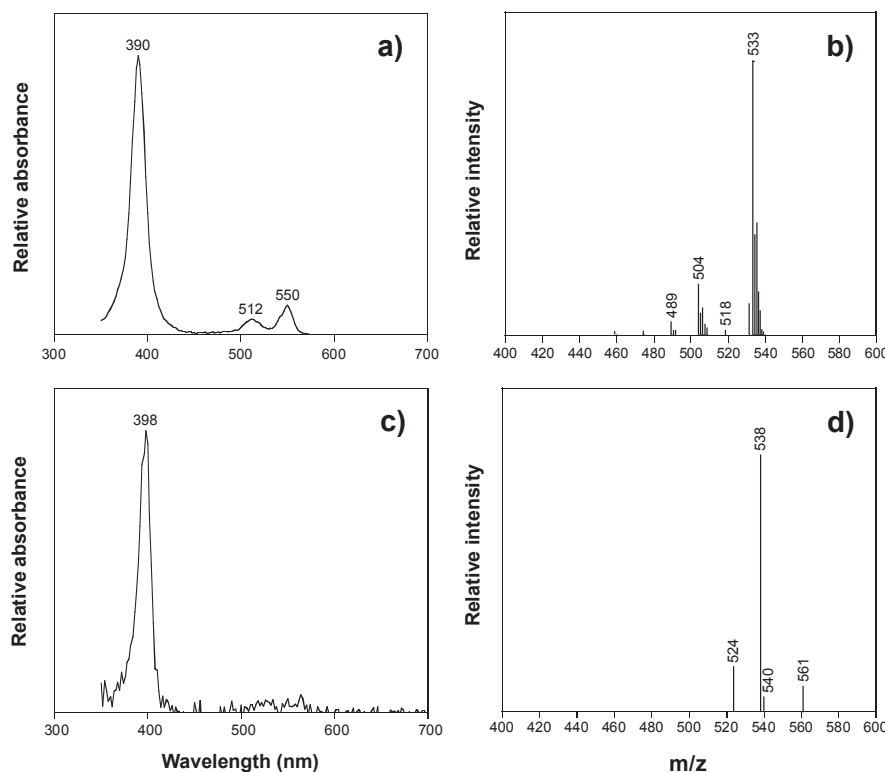 a)
Relative absorbance
390
512
550
300 400 500 600 700
b)
Relative intensity
533
504
489
518
400 420 440 460 480 500 520 540 560 580 600
c)
Relative absorbance
398
300 400 500 600 700
Wavelength (nm)
d)
Relative intensity
538
524
540
561
400 420 440 460 480 500 520 540 560 580 600
m/z